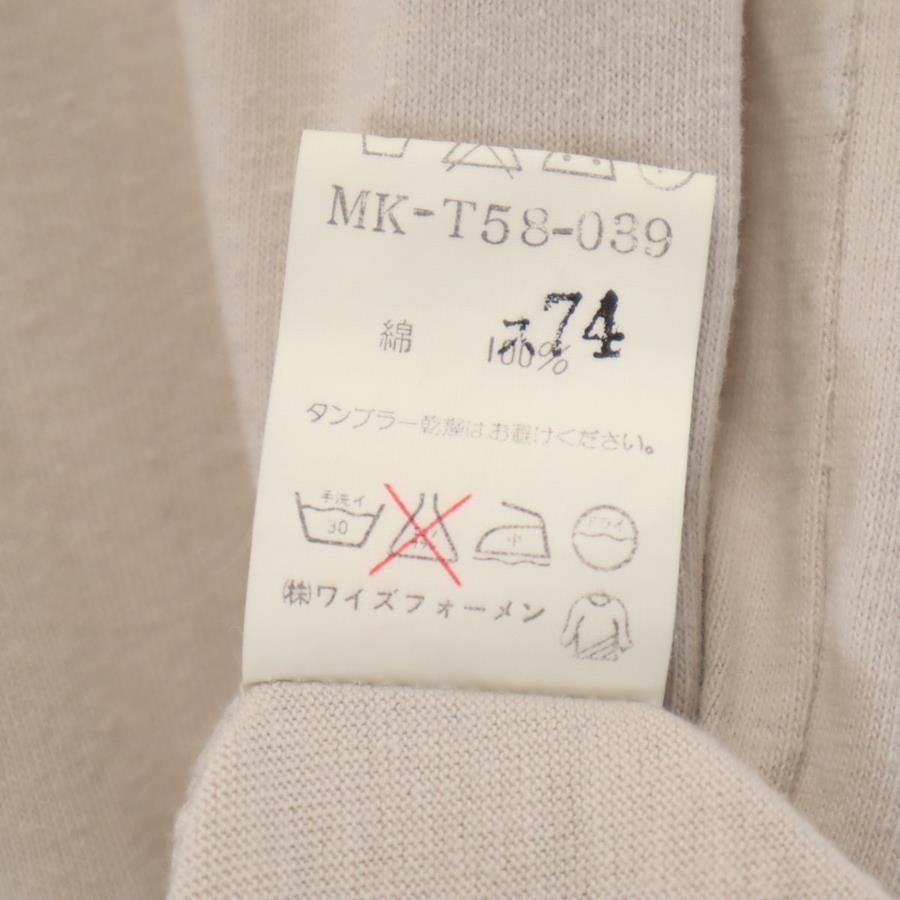 MK-T58-039
74
綿 100%
タンブラー乾燥はお避けください。
手洗イ 30 中 ドライ
㈱ワイズフォーメン